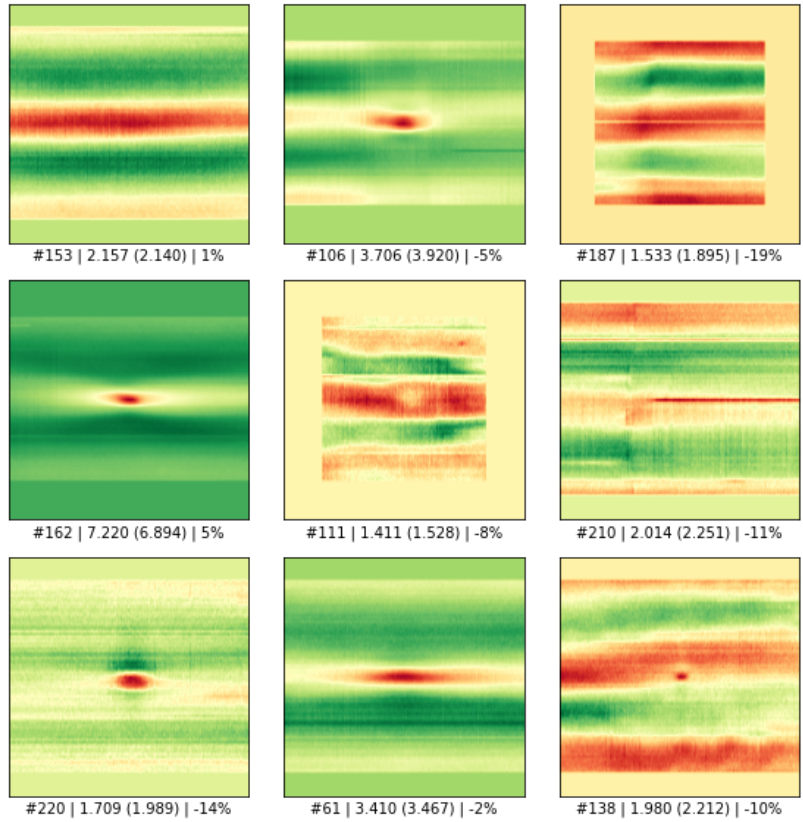 #153 | 2.157 (2.140) | 1%
#106 | 3.706 (3.920) | -5%
#187 | 1.533 (1.895) | -19%
#162 | 7.220 (6.894) | 5%
#111 | 1.411 (1.528) | -8%
#210 | 2.014 (2.251) | -11%
#220 | 1.709 (1.989) | -14%
#61 | 3.410 (3.467) | -2%
#138 | 1.980 (2.212) | -10%